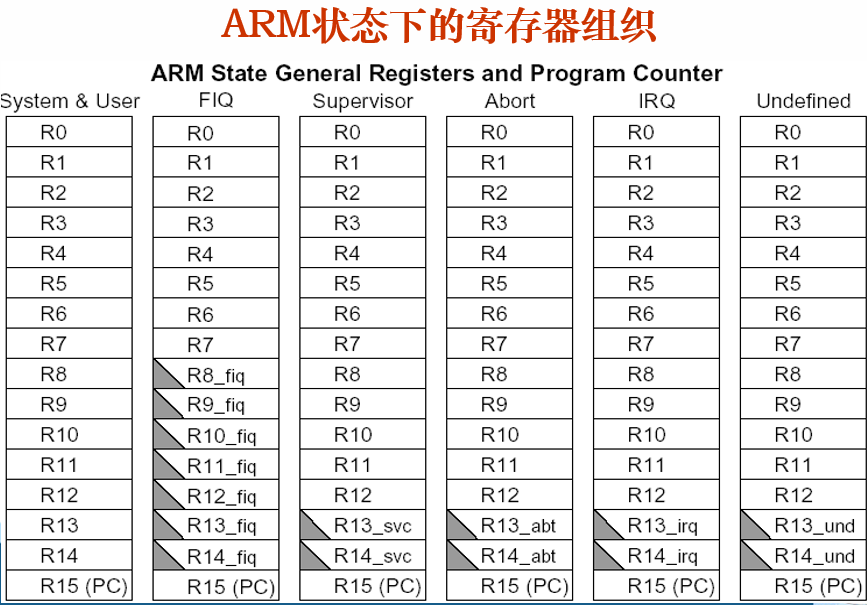 ARM状态下的寄存器组织
ARM State General Registers and Program Counter
System & User FIQ Supervisor Abort IRQ Undefined
R0 R0 R0 R0 R0 R0
R1 R1 R1 R1 R1 R1
R2 R2 R2 R2 R2 R2
R3 R3 R3 R3 R3 R3
R4 R4 R4 R4 R4 R4
R5 R5 R5 R5 R5 R5
R6 R6 R6 R6 R6 R6
R7 R7 R7 R7 R7 R7
R8 R8_fiq R8 R8 R8 R8
R9 R9_fiq R9 R9 R9 R9
R10 R10_fiq R10 R10 R10 R10
R11 R11_fiq R11 R11 R11 R11
R12 R12_fiq R12 R12 R12 R12
R13 R13_fiq R13_svc R13_abt R13_irq R13_und
R14 R14_fiq R14_svc R14_abt R14_irq R14_und
R15 (PC) R15 (PC) R15 (PC) R15 (PC) R15 (PC) R15 (PC)